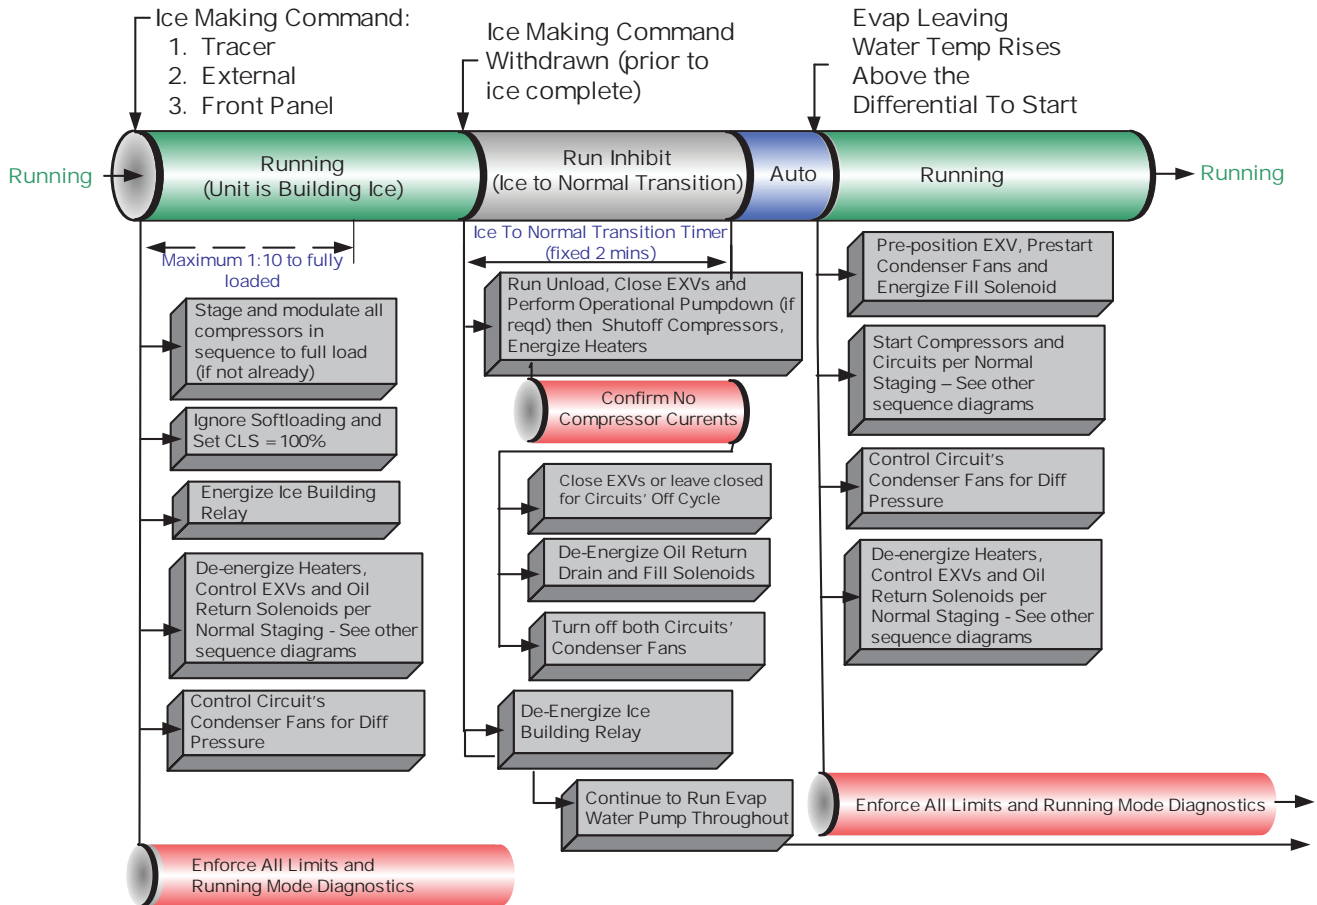 Ice Making Command:
1. Tracer
2. External
3. Front Panel
Ice Making Command
Withdrawn (prior to
ice complete)
Evap Leaving
Water Temp Rises
Above the
Differential To Start
Running
Running
(Unit is Building Ice)
Run Inhibit
(Ice to Normal Transition)
Auto
Running
Running
Maximum 1:10 to fully
loaded
Stage and modulate all
compressors in
sequence to full load
(if not already)
Ignore Softloading and
Set CLS = 100%
Energize Ice Building
Relay
De-energize Heaters,
Control EXVs and Oil
Return Solenoids per
Normal Staging - See other
sequence diagrams
Control Circuit's
Condenser Fans for Diff
Pressure
Enforce All Limits and
Running Mode Diagnostics
Ice To Normal Transition Timer
(fixed 2 mins)
Run Unload, Close EXVs and
Perform Operational Pumpdown (if
reqd) then Shutoff Compressors,
Energize Heaters
Confirm No
Compressor Currents
Close EXVs or leave closed
for Circuits' Off Cycle
De-Energize Oil Return
Drain and Fill Solenoids
Turn off both Circuits'
Condenser Fans
De-Energize Ice
Building Relay
Continue to Run Evap
Water Pump Throughout
Pre-position EXV, Prestart
Condenser Fans and
Energize Fill Solenoid
Start Compressors and
Circuits per Normal
Staging – See other
sequence diagrams
Control Circuit's
Condenser Fans for Diff
Pressure
De-energize Heaters,
Control EXVs and Oil
Return Solenoids per
Normal Staging - See other
sequence diagrams
Enforce All Limits and Running Mode Diagnostics